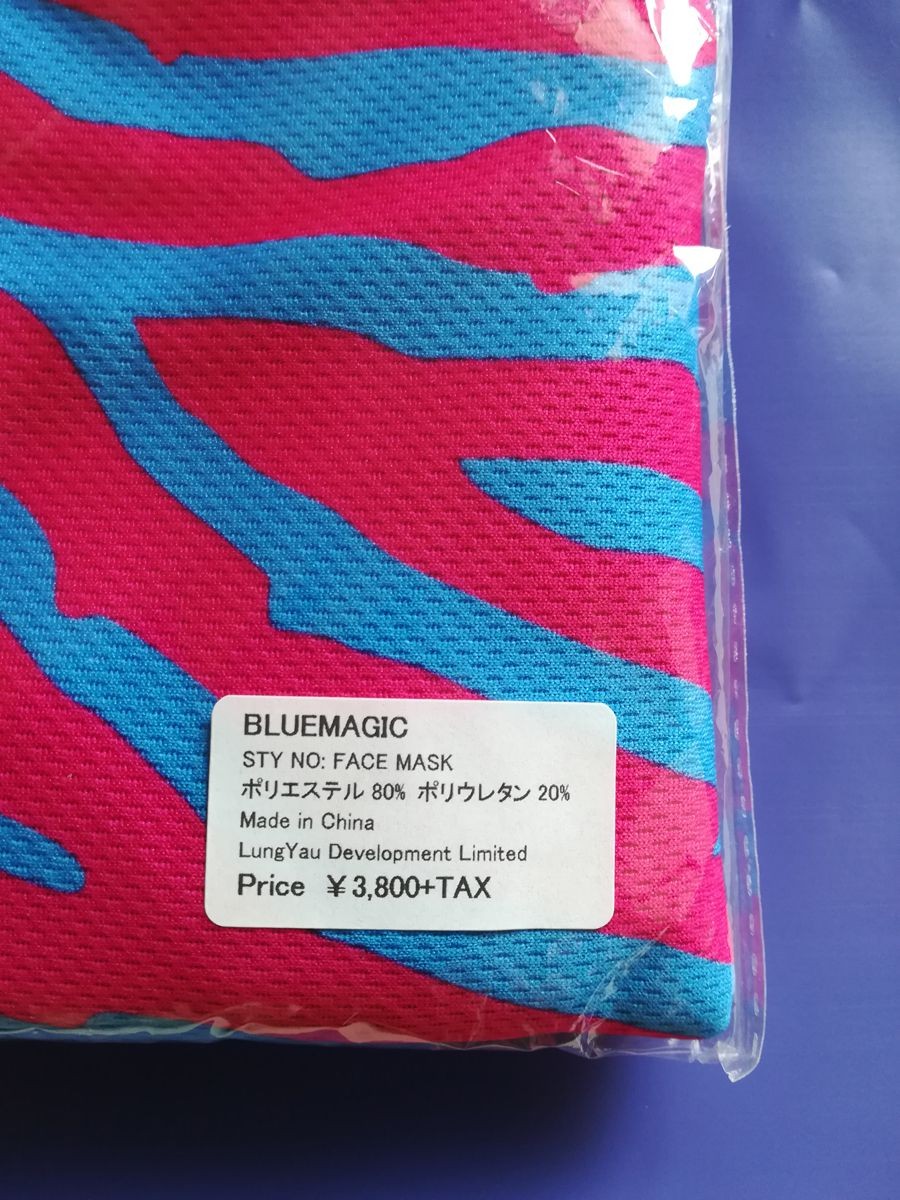 BLUEMAGIC
STY NO: FACE MASK
ポリエステル 80% ポリウレタン 20%
Made in China
LungYau Development Limited
Price ¥3,800+TAX